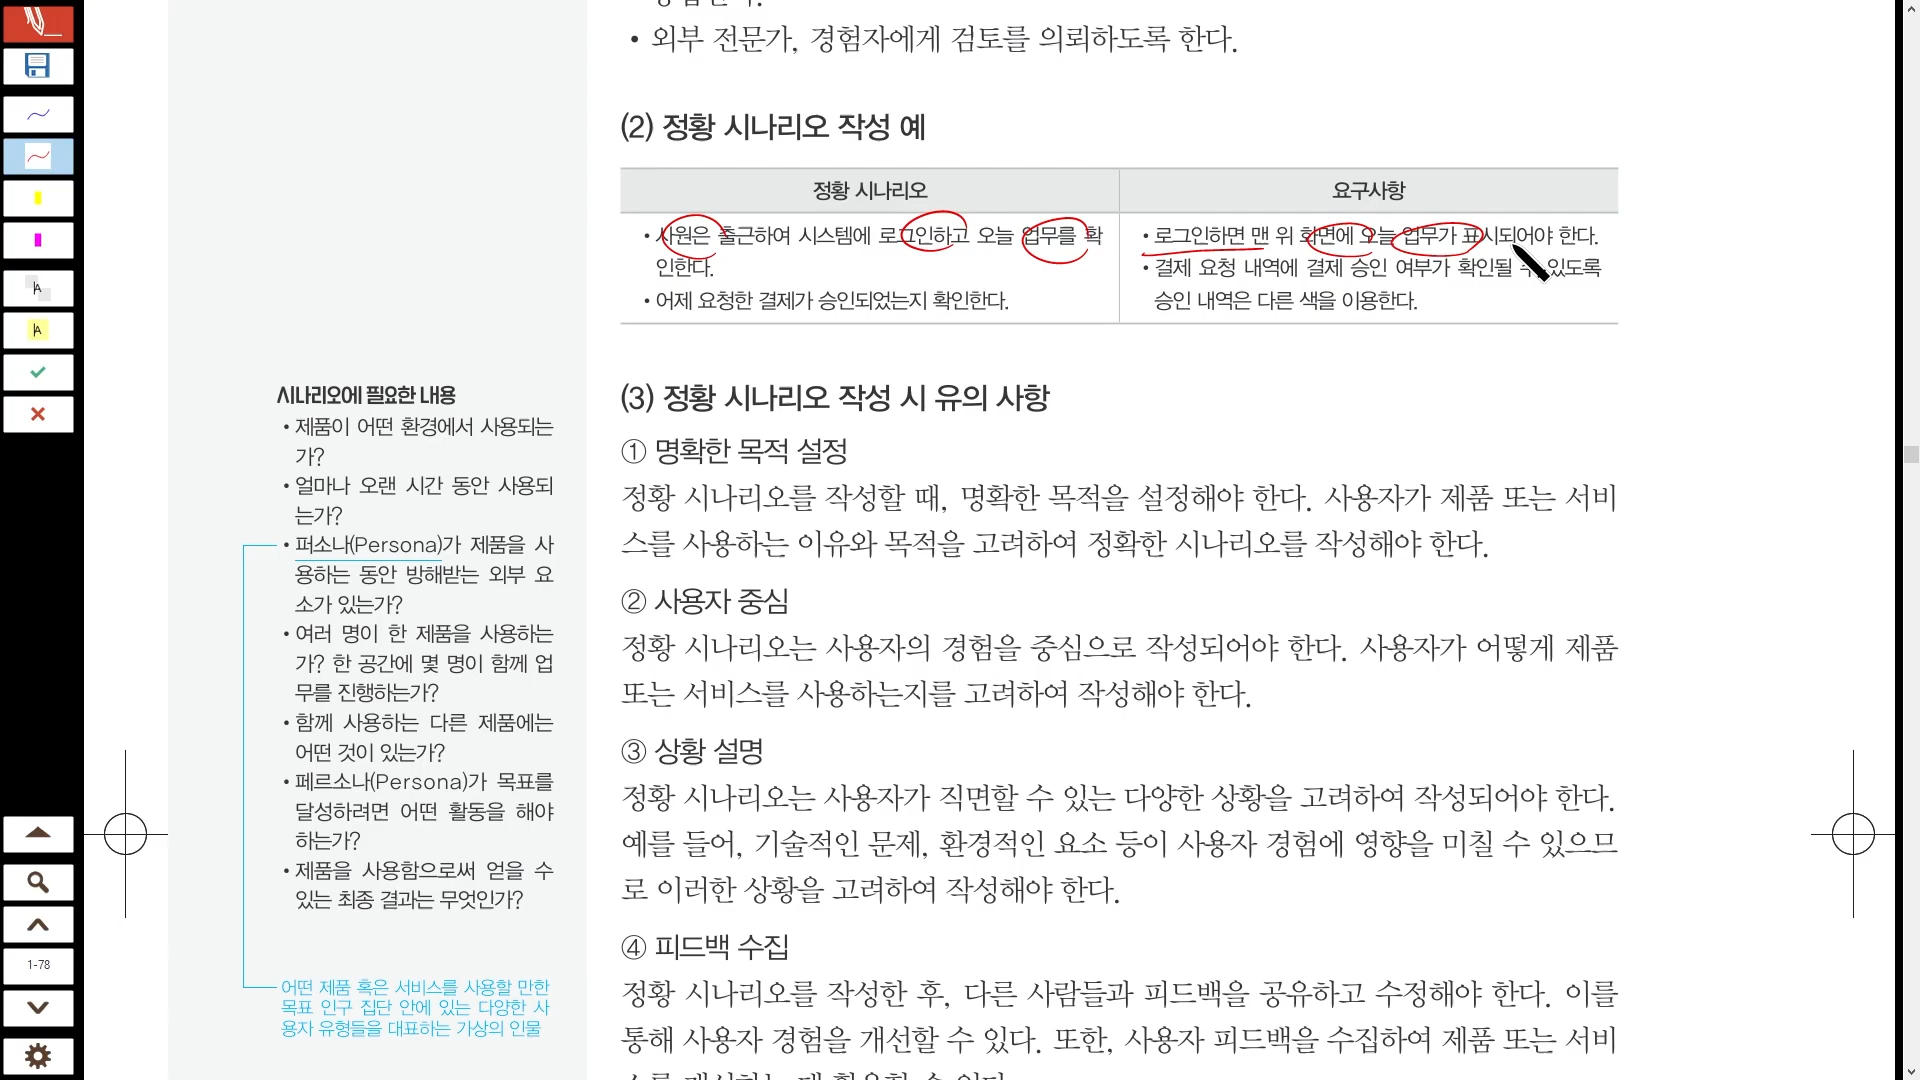 • 외부 전문가, 경험자에게 검토를 의뢰하도록 한다.
(2) 정황 시나리오 작성 예
정황 시나리오
요구사항
• 사원은 출근하여 시스템에 로그인하고 오늘 업무를 확
인한다.
• 어제 요청한 결제가 승인되었는지 확인한다.
• 로그인하면 맨 위 화면에 오늘 업무가 표시되어야 한다.
• 결제 요청 내역에 결제 승인 여부가 확인될 수 있도록
승인 내역은 다른 색을 이용한다.
시나리오에 필요한 내용
• 제품이 어떤 환경에서 사용되는
가?
• 얼마나 오랜 시간 동안 사용되
는가?
• 퍼소나(Persona)가 제품을 사
용하는 동안 방해받는 외부 요
소가 있는가?
• 여러 명이 한 제품을 사용하는
가? 한 공간에 몇 명이 함께 업
무를 진행하는가?
• 함께 사용하는 다른 제품에는
어떤 것이 있는가?
• 페르소나(Persona)가 목표를
달성하려면 어떤 활동을 해야
하는가?
• 제품을 사용함으로써 얻을 수
있는 최종 결과는 무엇인가?
어떤 제품 혹은 서비스를 사용할 만한
목표 인구 집단 안에 있는 다양한 사
용자 유형들을 대표하는 가상의 인물
(3) 정황 시나리오 작성 시 유의 사항
① 명확한 목적 설정
정황 시나리오를 작성할 때, 명확한 목적을 설정해야 한다. 사용자가 제품 또는 서비
스를 사용하는 이유와 목적을 고려하여 정확한 시나리오를 작성해야 한다.
② 사용자 중심
정황 시나리오는 사용자의 경험을 중심으로 작성되어야 한다. 사용자가 어떻게 제품
또는 서비스를 사용하는지를 고려하여 작성해야 한다.
③ 상황 설명
정황 시나리오는 사용자가 직면할 수 있는 다양한 상황을 고려하여 작성되어야 한다.
예를 들어, 기술적인 문제, 환경적인 요소 등이 사용자 경험에 영향을 미칠 수 있으므
로 이러한 상황을 고려하여 작성해야 한다.
④ 피드백 수집
정황 시나리오를 작성한 후, 다른 사람들과 피드백을 공유하고 수정해야 한다. 이를
통해 사용자 경험을 개선할 수 있다. 또한, 사용자 피드백을 수집하여 제품 또는 서비
A
A
1-78